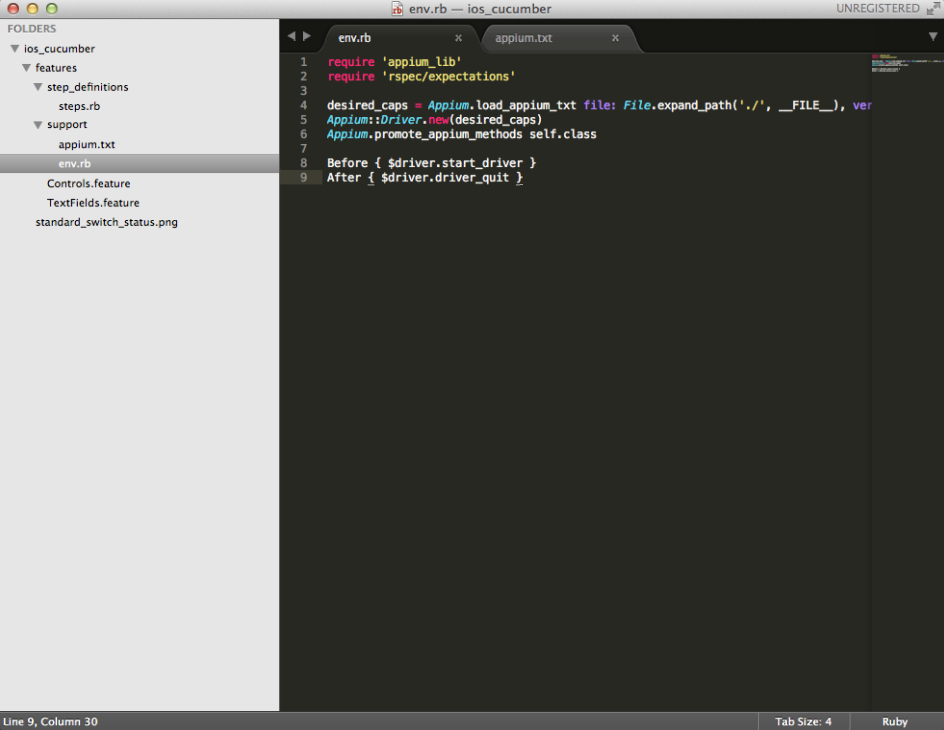 env.rb — ios_cucumber
UNREGISTERED
FOLDERS
ios_cucumber
features
step_definitions
steps.rb
support
appium.txt
env.rb
Controls.feature
TextFields.feature
standard_switch_status.png
env.rb x
appium.txt x
1 require 'appium_lib'
2 require 'rspec/expectations'
3
4 desired_caps = Appium.load_appium_txt file: File.expand_path('./', __FILE__), ver
5 Appium::Driver.new(desired_caps)
6 Appium.promote_appium_methods self.class
7
8 Before { $driver.start_driver }
9 After { $driver.driver_quit }
Line 9, Column 30
Tab Size: 4
Ruby